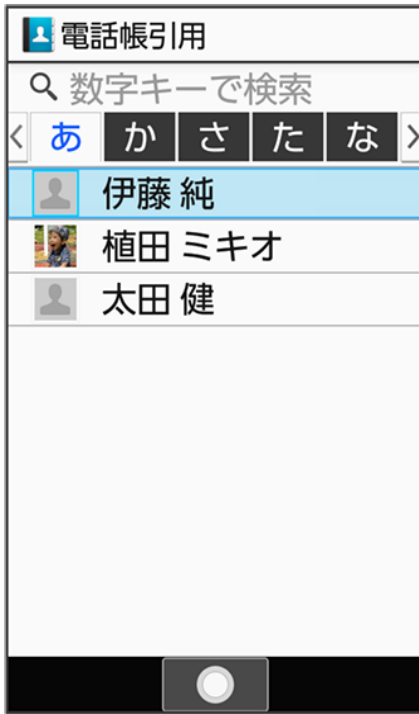 電話帳引用
数字キーで検索
あ か さ た な
伊藤 純
植田 ミキオ
太田 健